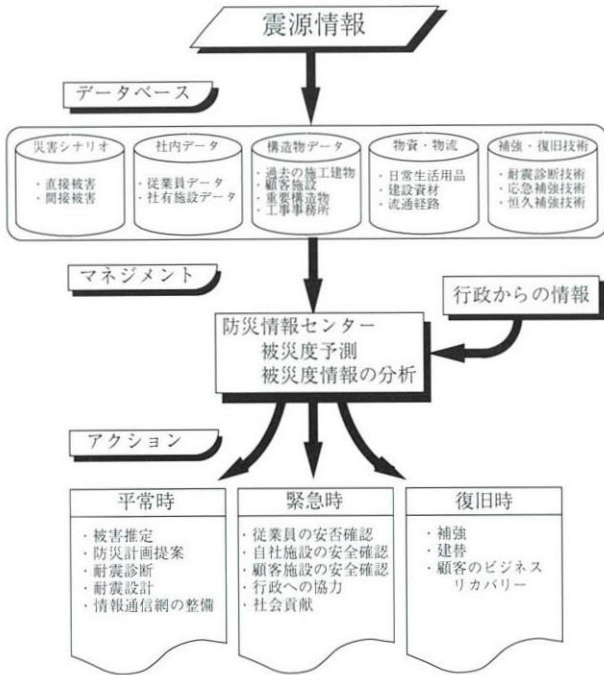 震源情報
データベース
災害シナリオ
・直接被害
・間接被害
社内データ
・従業員データ
・社有施設データ
構造物データ
・過去の施工建物
・顧客施設
・重要構造物
・工事事務所
物資・物流
・日常生活用品
・建設資材
・流通経路
補強・復旧技術
・耐震診断技術
・応急補強技術
・恒久補強技術
マネジメント
行政からの情報
防災情報センター
被災度予測
被災度情報の分析
アクション
平常時
・被害推定
・防災計画提案
・耐震診断
・耐震設計
・情報通信網の整備
緊急時
・従業員の安否確認
・自社施設の安全確認
・顧客施設の安全確認
・行政への協力
・社会貢献
復旧時
・補強
・建替
・顧客のビジネス
リカバリー